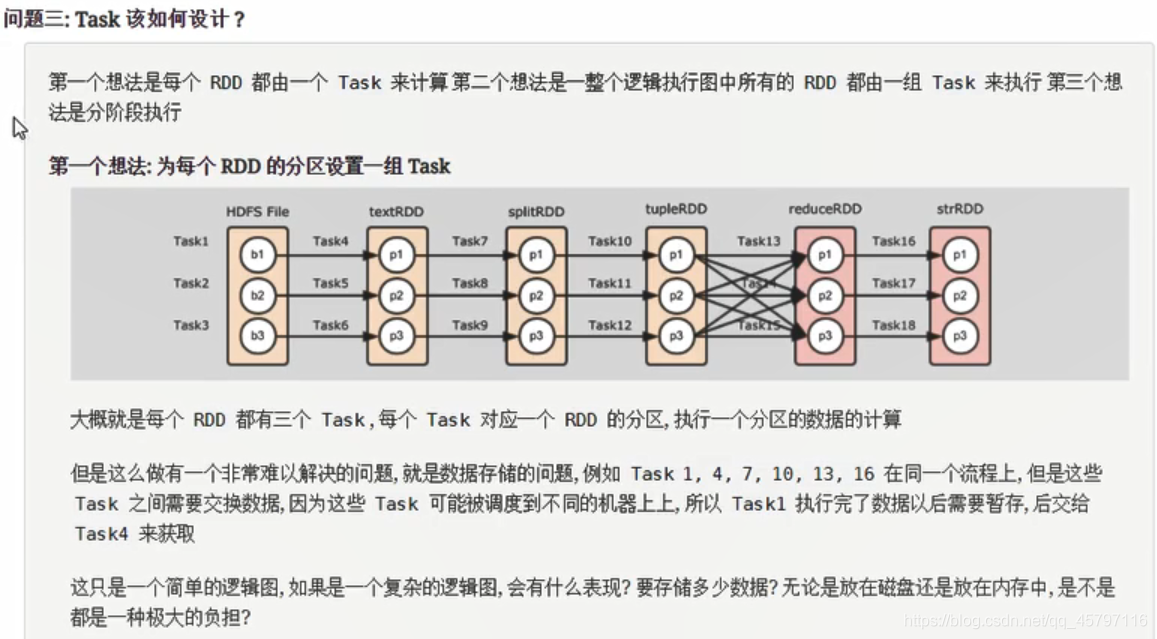 问题三: Task 该如何设计 ?
第一个想法是每个 RDD 都由一个 Task 来计算 第二个想法是一整个逻辑执行图中所有的 RDD 都由一组 Task 来执行 第三个想
法是分阶段执行
第一个想法: 为每个 RDD 的分区设置一组 Task
HDFS File textRDD splitRDD tupleRDD reduceRDD strRDD
Task1 b1 Task4 p1 Task7 p1 Task10 p1 Task13 p1 Task16 p1
Task2 b2 Task5 p2 Task8 p2 Task11 p2 Task14 p2 Task17 p2
Task3 b3 Task6 p3 Task9 p3 Task12 p3 Task15 p3 Task18 p3
大概就是每个 RDD 都有三个 Task, 每个 Task 对应一个 RDD 的分区, 执行一个分区的数据的计算
但是这么做有一个非常难以解决的问题, 就是数据存储的问题, 例如 Task 1, 4, 7, 10, 13, 16 在同一个流程上, 但是这些
Task 之间需要交换数据, 因为这些 Task 可能被调度到不同的机器上上, 所以 Task1 执行完了数据以后需要暂存, 后交给
Task4 来获取
这只是一个简单的逻辑图, 如果是一个复杂的逻辑图, 会有什么表现? 要存储多少数据? 无论是放在磁盘还是放在内存中, 是不是
都是一种极大的负担?
https://blog.csdn.net/qq_45797116